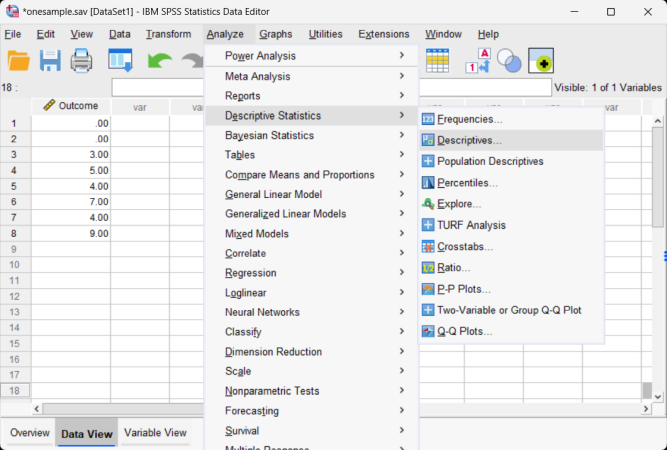 *onesample.sav [DataSet1] - IBM SPSS Statistics Data Editor
File Edit View Data Transform Analyze Graphs Utilities Extensions Window Help
18 :
Visible: 1 of 1 Variables
Outcome var var
1 .00
2 .00
3 3.00
4 5.00
5 4.00
6 7.00
7 4.00
8 9.00
9
10
11
12
13
14
15
16
17
18
Power Analysis
Meta Analysis
Reports
Descriptive Statistics
Bayesian Statistics
Tables
Compare Means and Proportions
General Linear Model
Generalized Linear Models
Mixed Models
Correlate
Regression
Loglinear
Neural Networks
Classify
Dimension Reduction
Scale
Nonparametric Tests
Forecasting
Survival
Multiple Response
Frequencies...
Descriptives...
Population Descriptives
Percentiles...
Explore...
TURF Analysis
Crosstabs...
Ratio...
P-P Plots...
Two-Variable or Group Q-Q Plot
Q-Q Plots...
Overview Data View Variable View